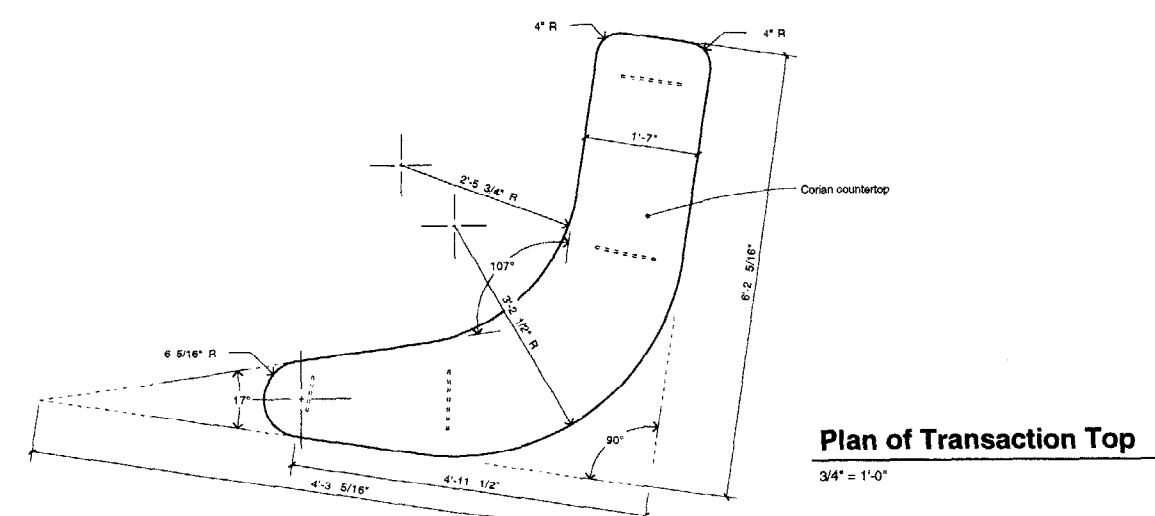 4" R
4" R
1'-7"
2'-5 3/4" R
Corian countertop
107°
6'-2 5/16"
3'-2 1/2" R
6 5/16" R
17°
90°
Plan of Transaction Top
3/4" = 1'-0"
4'-11 1/2"
4'-3 5/16"